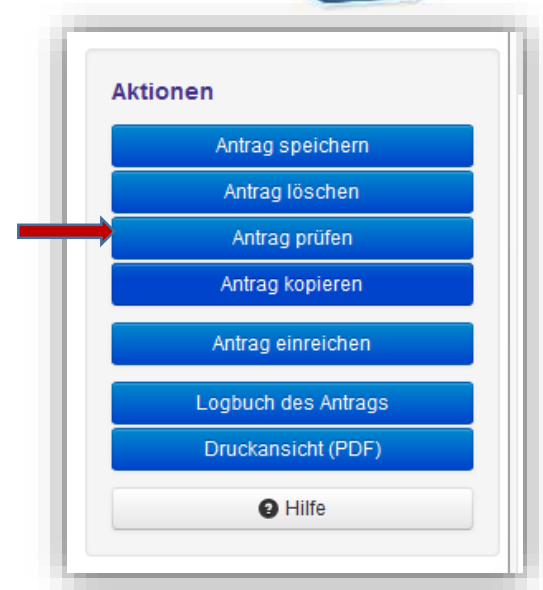 Aktionen
Antrag speichern
Antrag löschen
Antrag prüfen
Antrag kopieren
Antrag einreichen
Logbuch des Antrags
Druckansicht (PDF)
Hilfe